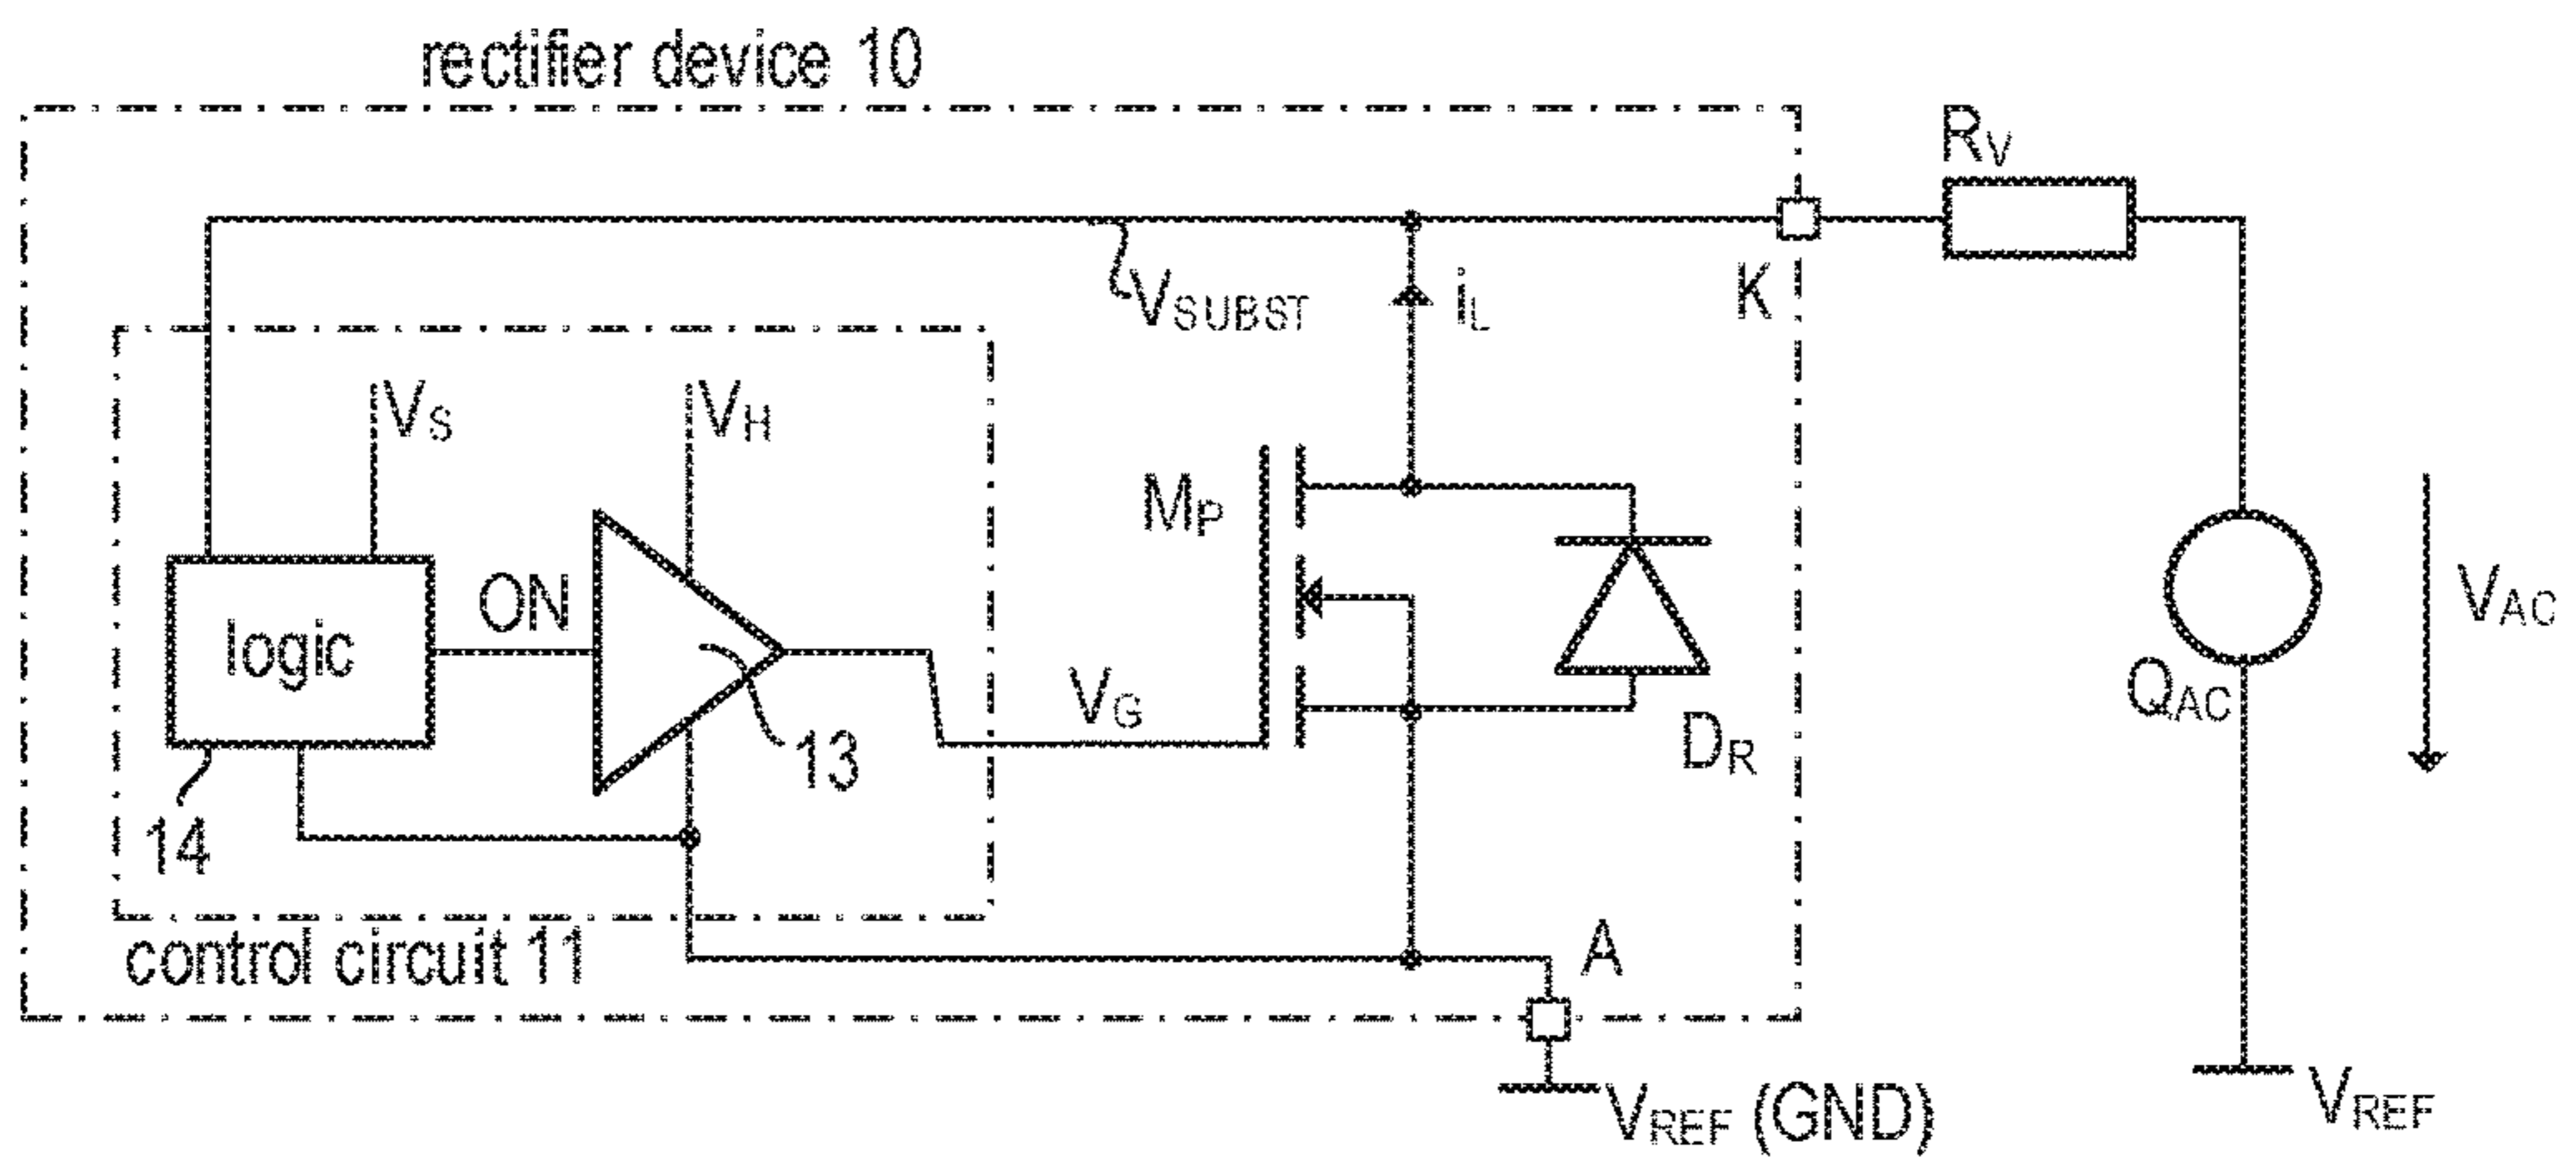 rectifier device 10
RV
VSUBST
iL
K
VS
VH
MP
logic
ON
13
VG
DR
QAC
VAC
14
control circuit 11
A
VREF (GND)
VREF